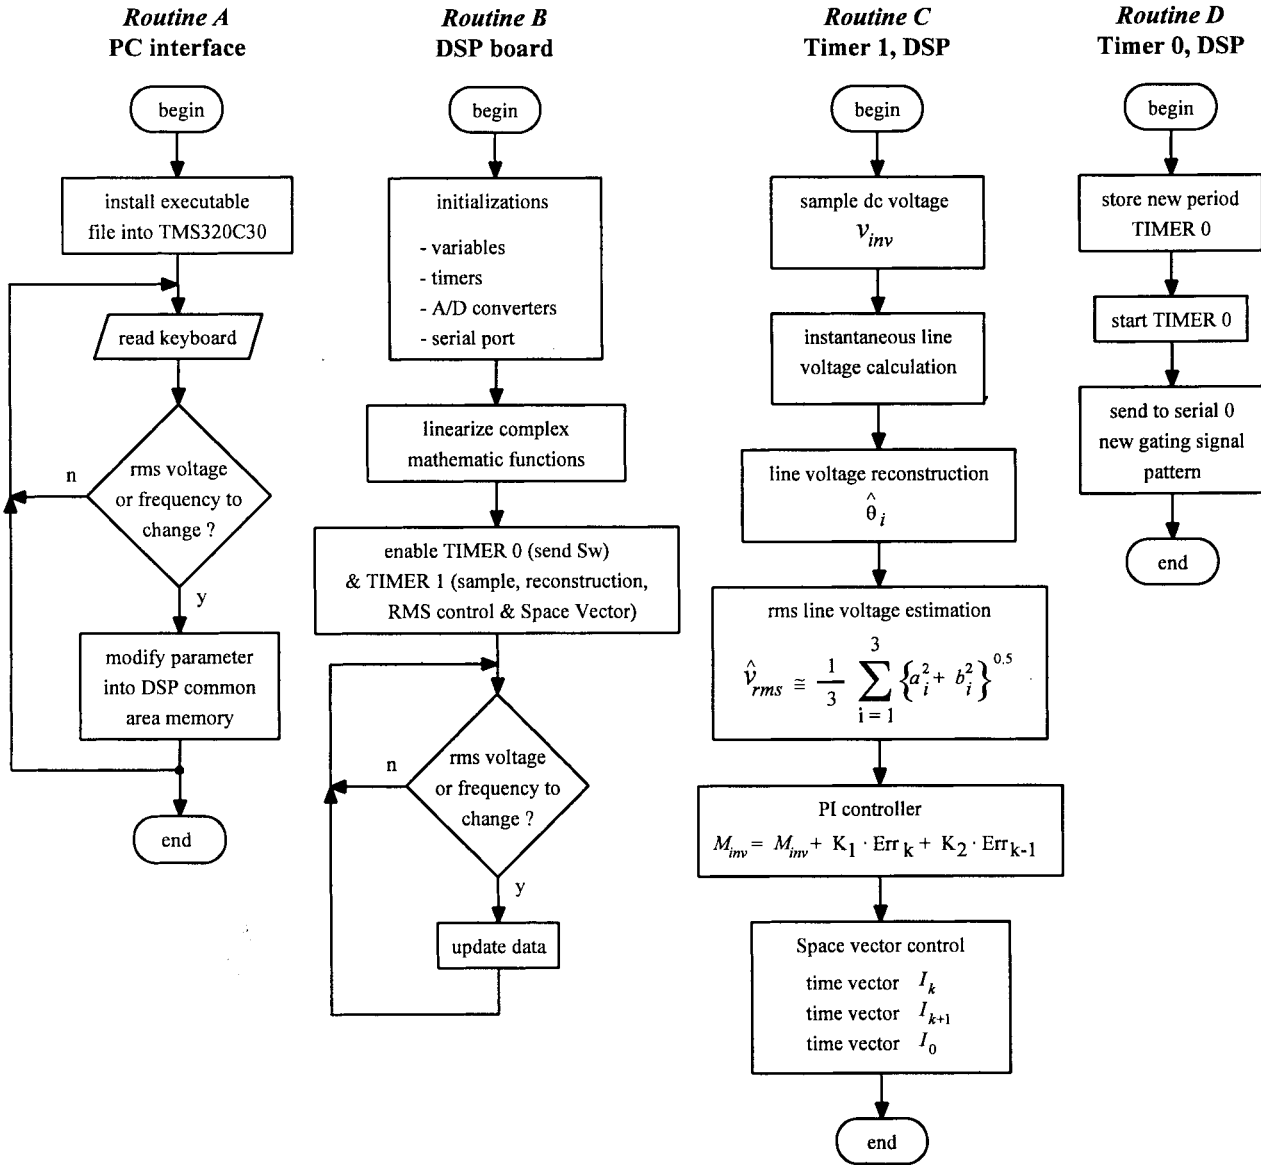 Routine A
PC interface
begin
install executable
file into TMS320C30
read keyboard
rms voltage
or frequency to
change ?
n
y
modify parameter
into DSP common
area memory
end
Routine B
DSP board
begin
initializations
- variables
- timers
- A/D converters
- serial port
linearize complex
mathematic functions
enable TIMER 0 (send Sw)
& TIMER 1 (sample, reconstruction,
RMS control & Space Vector)
rms voltage
or frequency to
change ?
n
y
update data
Routine C
Timer 1, DSP
begin
sample dc voltage
v_inv
instantaneous line
voltage calculation
line voltage reconstruction
θ̂_i
rms line voltage estimation
v̂_rms ≅ 1/3 ∑_{i = 1}^{3} {a_i^2 + b_i^2}^0.5
PI controller
M_inv = M_inv + K_1 · Err_k + K_2 · Err_k-1
Space vector control
time vector I_k
time vector I_k+1
time vector I_0
end
Routine D
Timer 0, DSP
begin
store new period
TIMER 0
start TIMER 0
send to serial 0
new gating signal
pattern
end